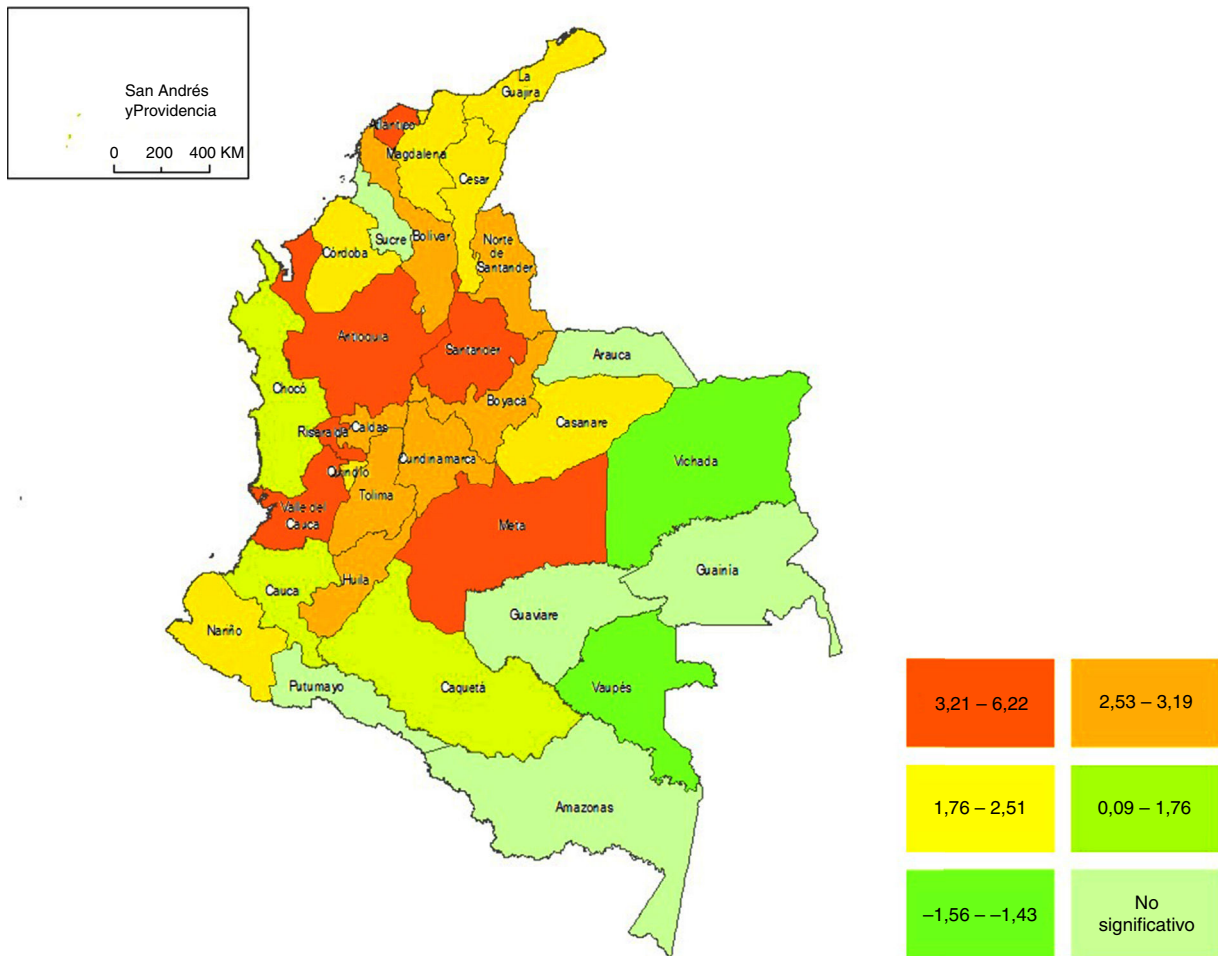 San Andrés
yProvidencia
0 200 400 KM
La
Guajira
Atlántico
Magdalena
Cesar
Sucre
Bolívar
Norte
de
Santander
Córdoba
Antioquia
Santander
Arauca
Chocó
Boyaca
Casanare
Risaralda
Caldas
Cundinamarca
Vichada
Quindío
Tolima
Valle del
Cauca
Meta
Guainía
Huila
Cauca
Guaviare
Nariño
Putumayo
Caquetá
Vaupés
Amazonas
3,21 – 6,22
2,53 – 3,19
1,76 – 2,51
0,09 – 1,76
–1,56 – –1,43
No
significativo